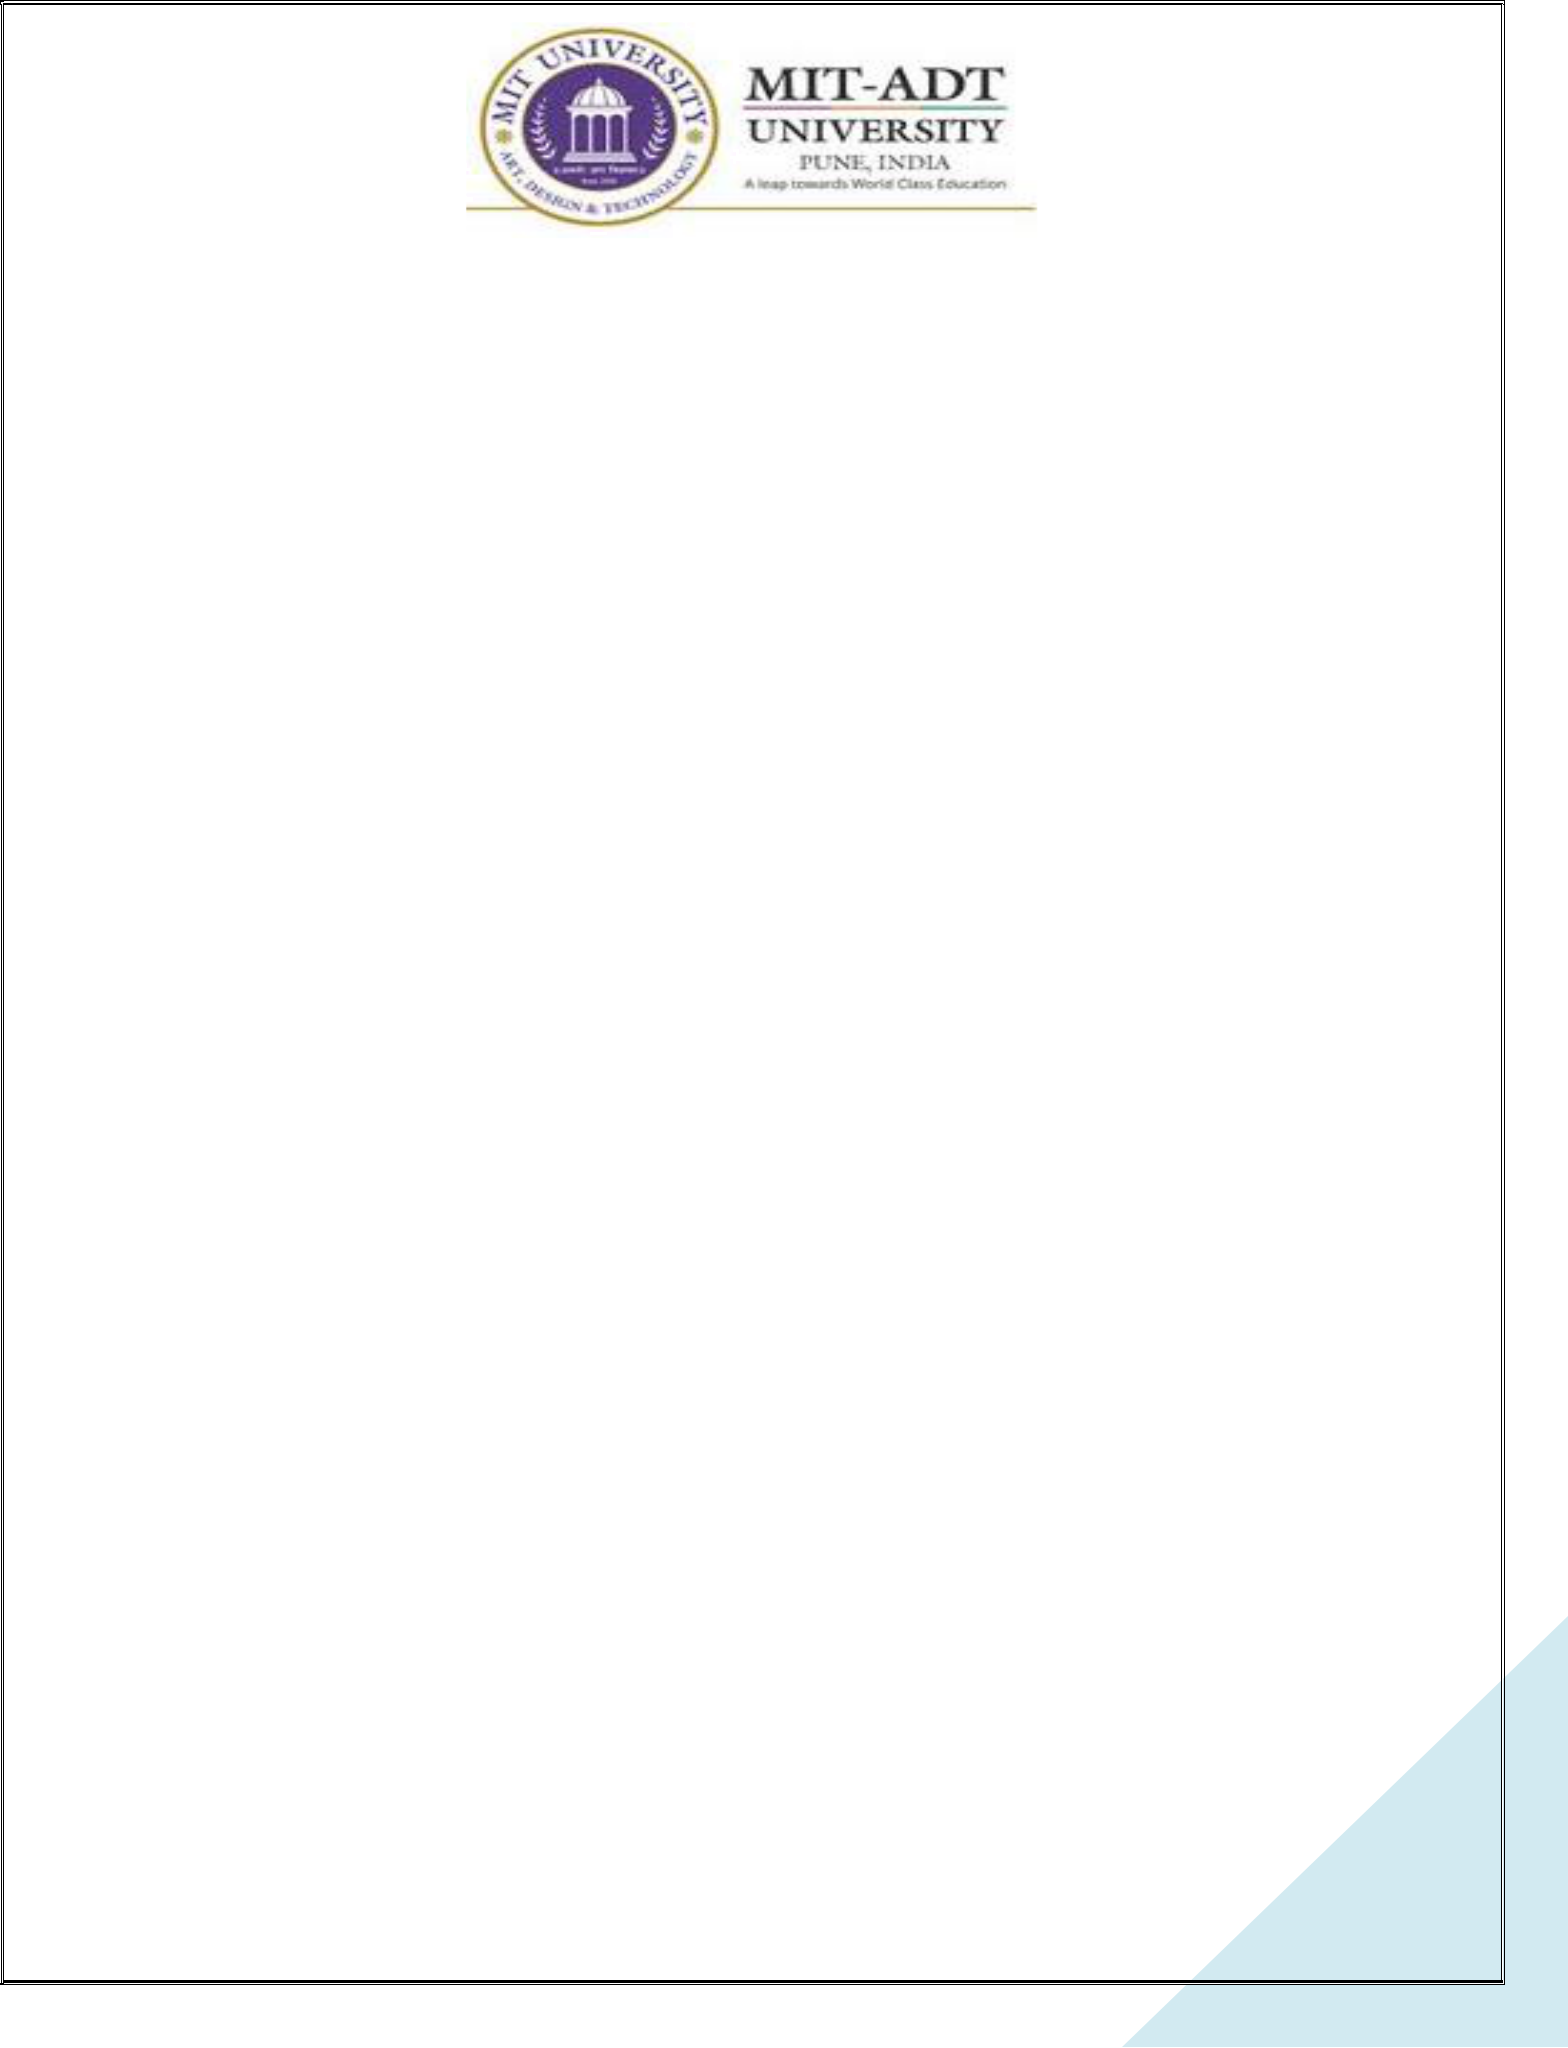 MIT UNIVERSITY
ART, DESIGN & TECHNOLOGY
MIT-ADT
UNIVERSITY
PUNE, INDIA
A leap towards World Class Education